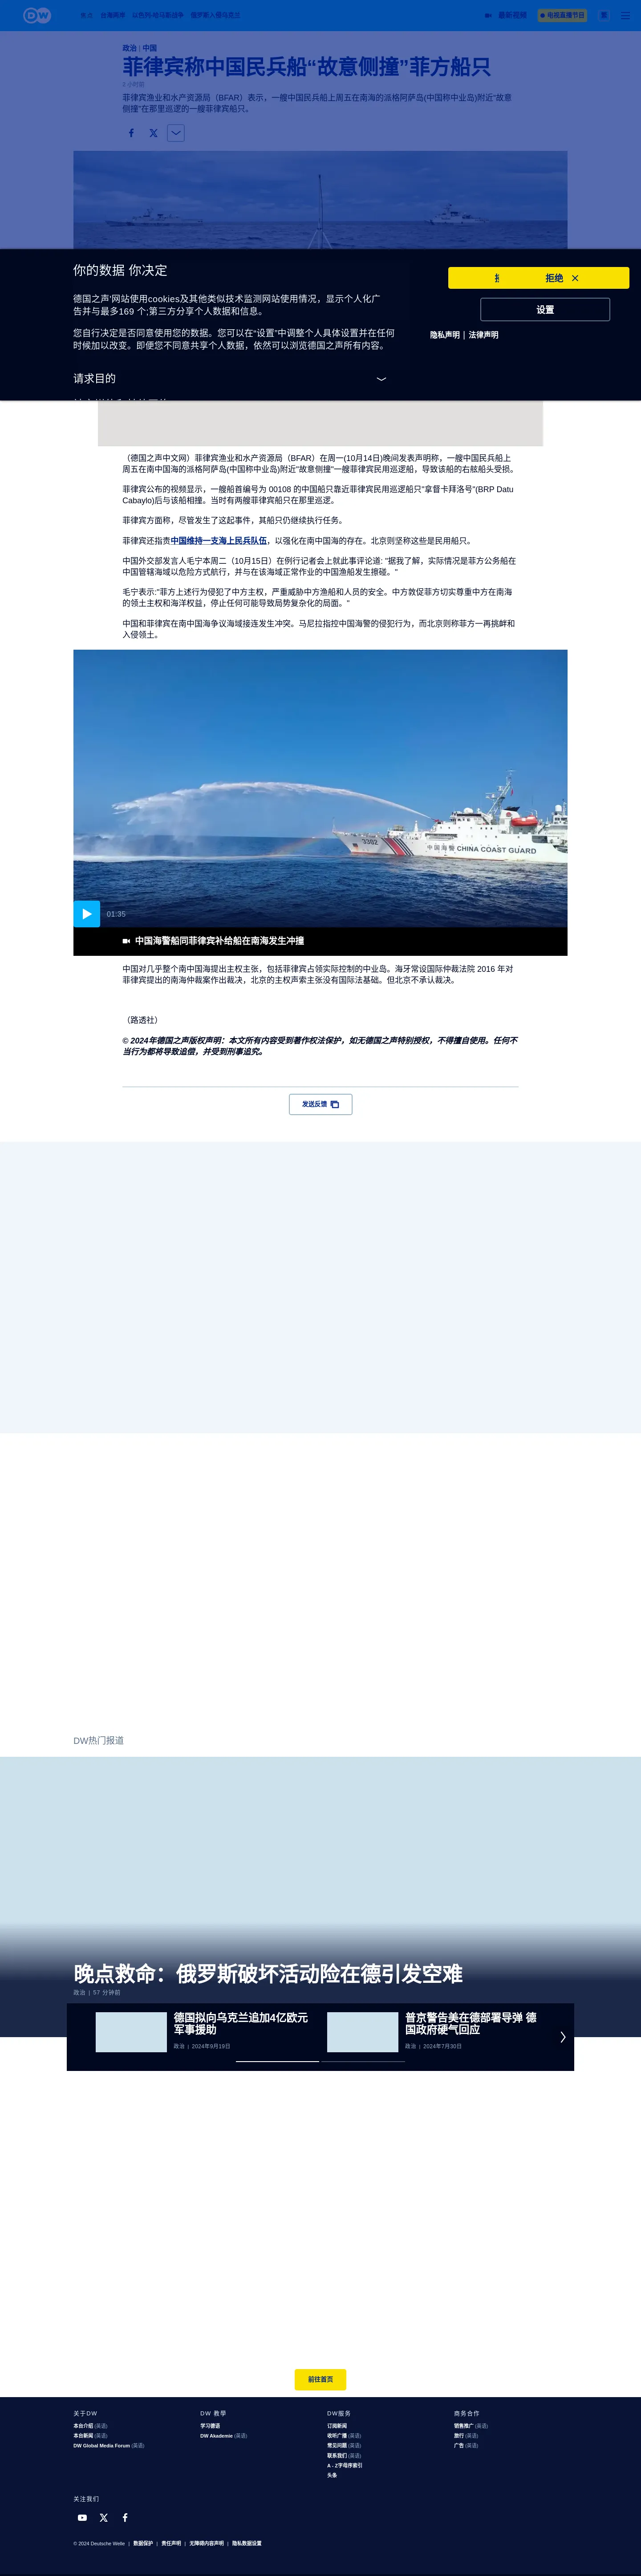 DW
焦点
台海两岸
以色列-哈马斯战争
俄罗斯入侵乌克兰
最新视频
电视直播节目
政治 | 中国
菲律宾称中国民兵船“故意侧撞”菲方船只
菲律宾渔业和水产资源局（BFAR）表示，一艘中国民兵船上周五在南海的派格阿萨岛(中国称中业岛)附近"故意
侧撞"在那里巡逻的一艘菲律宾船只。
你的数据 你决定
德国之声'网站使用cookies及其他类似技术监测网站使用情况，显示个人化广
告并与最多169 个;第三方分享个人数据和信息。
您自行决定是否同意使用您的数据。您可以在“设置”中调整个人具体设置并在任何
时候加以改变。即便您不同意共享个人数据，依然可以浏览德国之声所有内容。
请求目的
拒绝
设置
隐私声明 | 法律声明
（德国之声中文网）菲律宾渔业和水产资源局（BFAR）在周一(10月14日)晚间发表声明称，一艘中国民兵船上
周五在南中国海的派格阿萨岛(中国称中业岛)附近"故意侧撞"一艘菲律宾民用巡逻船，导致该船的右舷船头受损。
菲律宾公布的视频显示，一艘船首编号为 00108 的中国船只靠近菲律宾民用巡逻船只"拿督卡拜洛号"(BRP Datu
Cabaylo)后与该船相撞。当时有两艘菲律宾船只在那里巡逻。
菲律宾方面称，尽管发生了这起事件，其船只仍继续执行任务。
菲律宾还指责中国维持一支海上民兵队伍，以强化在南中国海的存在。北京则坚称这些是民用船只。
中国外交部发言人毛宁本周二（10月15日）在例行记者会上就此事评论道: "据我了解，实际情况是菲方公务船在
中国管辖海域以危险方式航行，并与在该海域正常作业的中国渔船发生擦碰。"
毛宁表示:"菲方上述行为侵犯了中方主权，严重威胁中方渔船和人员的安全。中方敦促菲方切实尊重中方在南海
的领土主权和海洋权益，停止任何可能导致局势复杂化的局面。"
中国和菲律宾在南中国海争议海域接连发生冲突。马尼拉指控中国海警的侵犯行为，而北京则称菲方一再挑衅和
入侵领土。
3302
中国海警 CHINA COAST GUARD
01:35
中国海警船同菲律宾补给船在南海发生冲撞
中国对几乎整个南中国海提出主权主张，包括菲律宾占领实际控制的中业岛。海牙常设国际仲裁法院 2016 年对
菲律宾提出的南海仲裁案作出裁决，北京的主权声索主张没有国际法基础。但北京不承认裁决。
（路透社）
© 2024年德国之声版权声明：本文所有内容受到著作权法保护，如无德国之声特别授权，不得擅自使用。任何不
当行为都将导致追偿，并受到刑事追究。
发送反馈
DW热门报道
晚点救命：俄罗斯破坏活动险在德引发空难
政治 | 57 分钟前
德国拟向乌克兰追加4亿欧元
军事援助
政治 | 2024年9月19日
普京警告美在德部署导弹 德
国政府硬气回应
政治 | 2024年7月30日
前往首页
关于DW
本台介绍 (英语)
本台新闻 (英语)
DW Global Media Forum (英语)
DW 教學
学习德语
DW Akademie (英语)
DW服务
订阅新闻
收听广播 (英语)
常见问题 (英语)
联系我们 (英语)
A - Z字母序索引
头条
商务合作
销售推广 (英语)
旅行 (英语)
广告 (英语)
关注我们
© 2024 Deutsche Welle | 数据保护 | 责任声明 | 无障碍内容声明 | 隐私数据设置